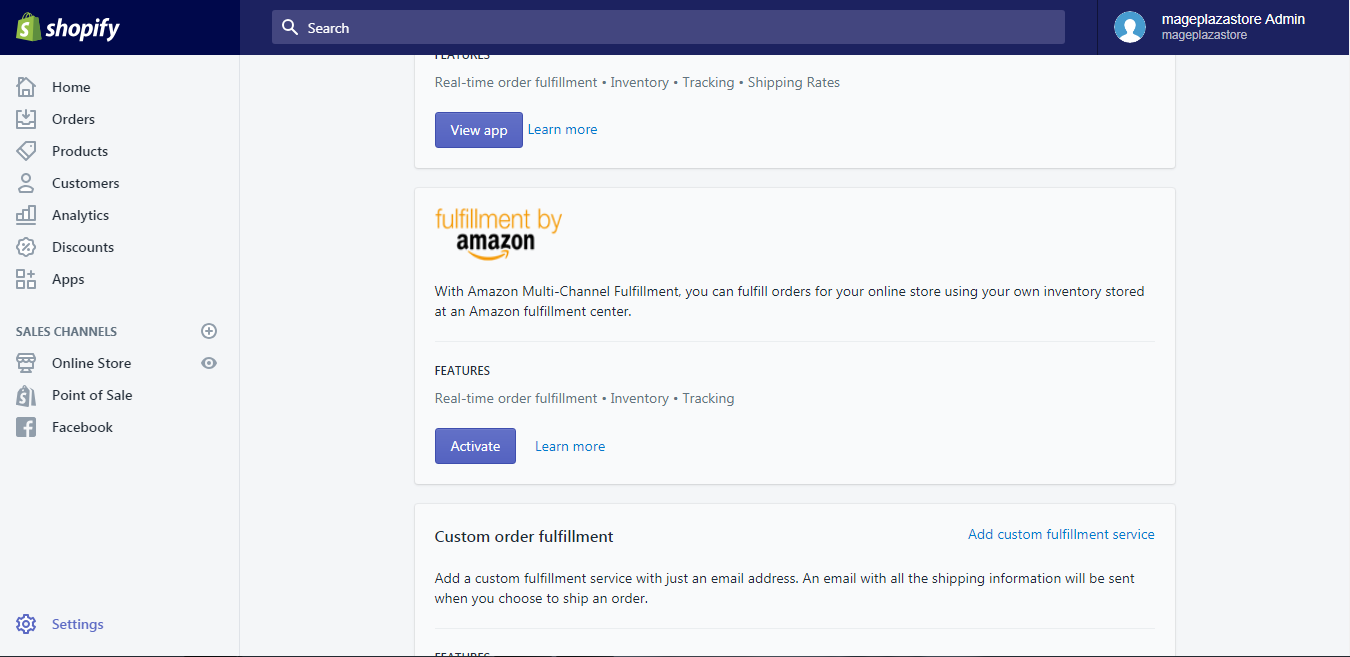 shopify
Search
mageplazastore Admin
mageplazastore
Home
Orders
Products
Customers
Analytics
Discounts
Apps
SALES CHANNELS
Online Store
Point of Sale
Facebook
Settings
FEATURES
Real-time order fulfillment • Inventory • Tracking • Shipping Rates
View app
Learn more
fulfillment by
amazon
With Amazon Multi-Channel Fulfillment, you can fulfill orders for your online store using your own inventory stored
at an Amazon fulfillment center.
FEATURES
Real-time order fulfillment • Inventory • Tracking
Activate
Learn more
Custom order fulfillment
Add custom fulfillment service
Add a custom fulfillment service with just an email address. An email with all the shipping information will be sent
when you choose to ship an order.
FEATURES